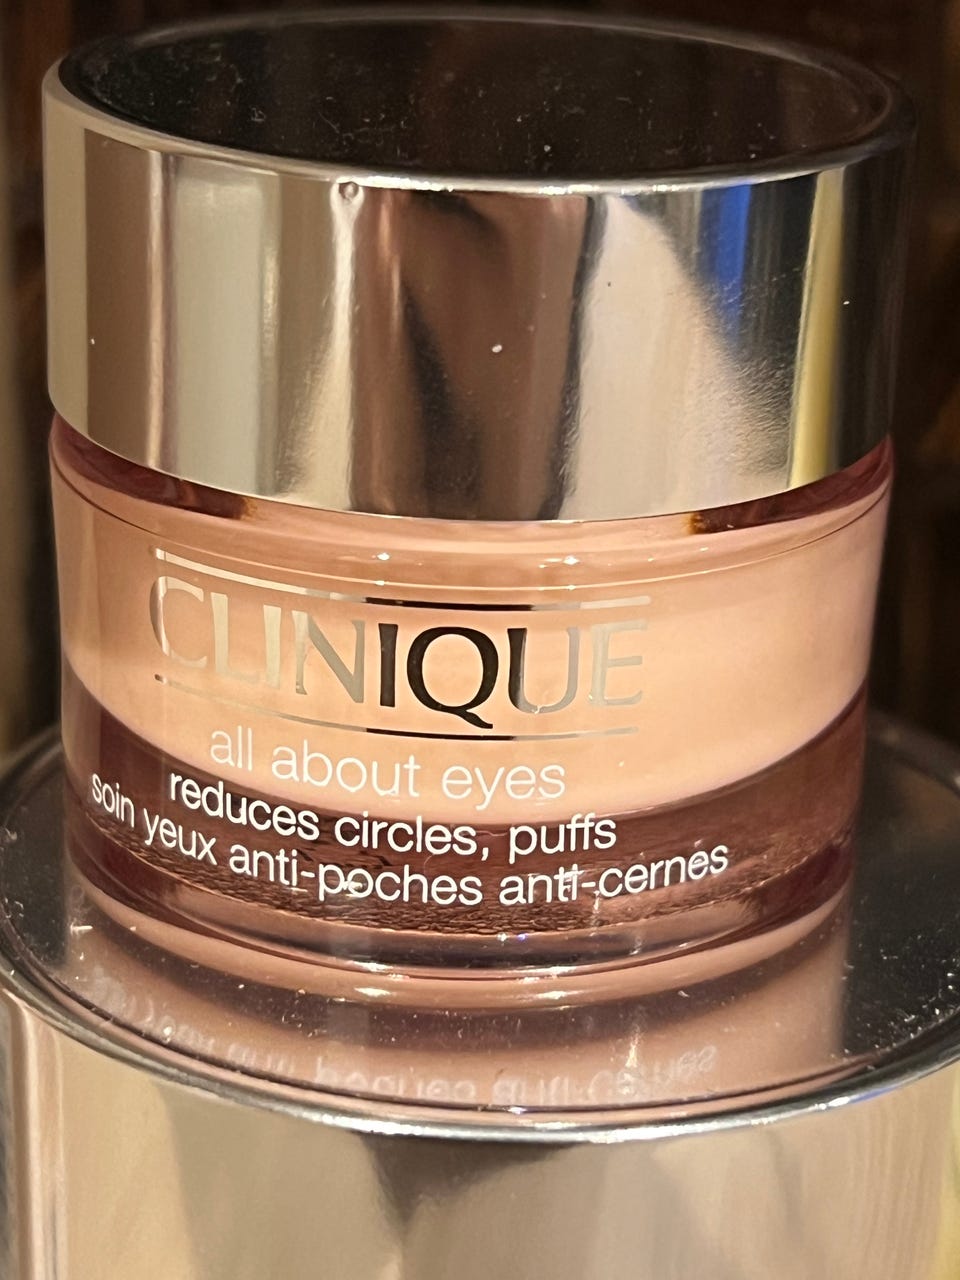 CLINIQUE
all about eyes
reduces circles, puffs
soin yeux anti-poches anti-cernes